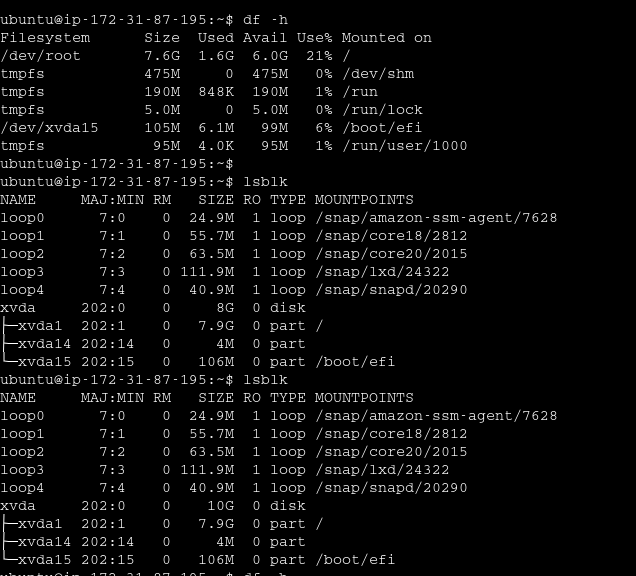 ubuntu@ip-172-31-87-195:~$ df -h
Filesystem      Size  Used Avail Use% Mounted on
/dev/root       7.6G  1.6G  6.0G  21% /
tmpfs           475M     0  475M   0% /dev/shm
tmpfs           190M  848K  190M   1% /run
tmpfs           5.0M     0  5.0M   0% /run/lock
/dev/xvda15     105M  6.1M   99M   6% /boot/efi
tmpfs            95M  4.0K   95M   1% /run/user/1000
ubuntu@ip-172-31-87-195:~$
ubuntu@ip-172-31-87-195:~$ lsblk
NAME     MAJ:MIN RM   SIZE RO TYPE MOUNTPOINTS
loop0      7:0    0  24.9M  1 loop /snap/amazon-ssm-agent/7628
loop1      7:1    0  55.7M  1 loop /snap/core18/2812
loop2      7:2    0  63.5M  1 loop /snap/core20/2015
loop3      7:3    0 111.9M  1 loop /snap/lxd/24322
loop4      7:4    0  40.9M  1 loop /snap/snapd/20290
xvda     202:0    0     8G  0 disk
├─xvda1  202:1    0   7.9G  0 part /
├─xvda14 202:14   0     4M  0 part
└─xvda15 202:15   0   106M  0 part /boot/efi
ubuntu@ip-172-31-87-195:~$ lsblk
NAME     MAJ:MIN RM   SIZE RO TYPE MOUNTPOINTS
loop0      7:0    0  24.9M  1 loop /snap/amazon-ssm-agent/7628
loop1      7:1    0  55.7M  1 loop /snap/core18/2812
loop2      7:2    0  63.5M  1 loop /snap/core20/2015
loop3      7:3    0 111.9M  1 loop /snap/lxd/24322
loop4      7:4    0  40.9M  1 loop /snap/snapd/20290
xvda     202:0    0    10G  0 disk
├─xvda1  202:1    0   7.9G  0 part /
├─xvda14 202:14   0     4M  0 part
└─xvda15 202:15   0   106M  0 part /boot/efi